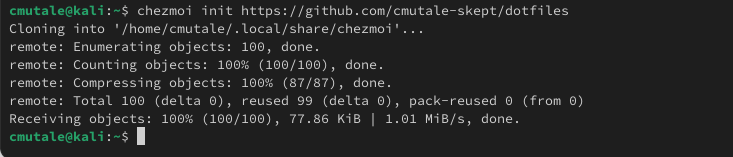 cmutale@kali:~$ chezmoi init https://github.com/cmutale-skept/dotfiles
Cloning into '/home/cmutale/.local/share/chezmoi'...
remote: Enumerating objects: 100, done.
remote: Counting objects: 100% (100/100), done.
remote: Compressing objects: 100% (87/87), done.
remote: Total 100 (delta 0), reused 99 (delta 0), pack-reused 0 (from 0)
Receiving objects: 100% (100/100), 77.86 KiB | 1.01 MiB/s, done.
cmutale@kali:~$